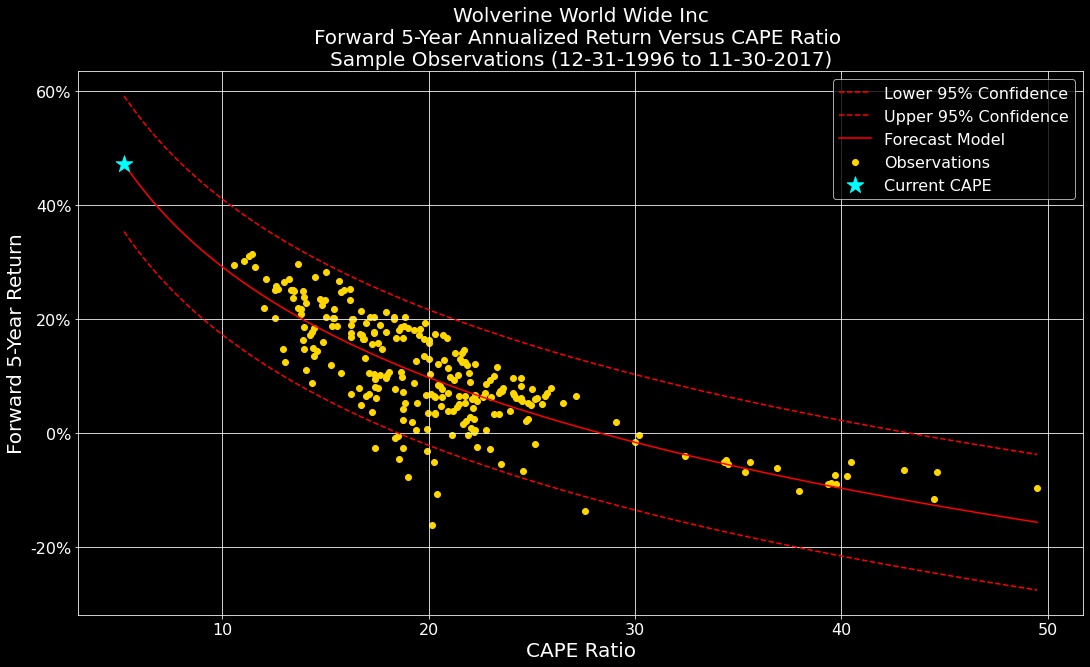 Wolverine World Wide Inc
Forward 5-Year Annualized Return Versus CAPE Ratio
Sample Observations (12-31-1996 to 11-30-2017)
Lower 95% Confidence
Upper 95% Confidence
Forecast Model
Observations
Current CAPE
Forward 5-Year Return
60%
40%
20%
0%
-20%
10 20 30 40 50
CAPE Ratio